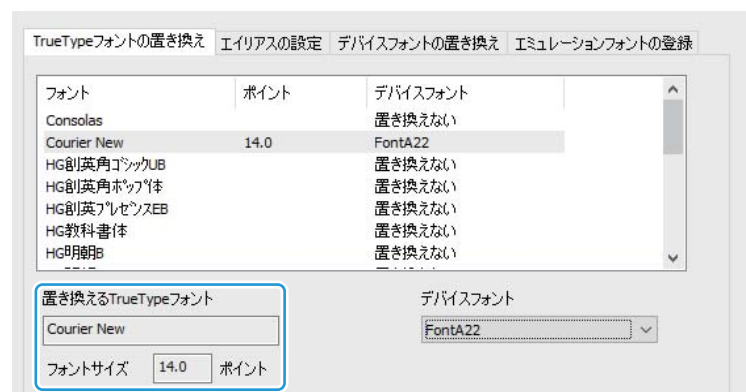 TrueTypeフォントの置き換え エイリアスの設定 デバイスフォントの置き換え エミュレーションフォントの登録
フォント ポイント デバイスフォント
Consolas 置き換えない
Courier New 14.0 FontA22
HG創英角ｺﾞｼｯｸUB 置き換えない
HG創英角ﾎﾟｯﾌﾟ体 置き換えない
HG創英ﾌﾟﾚｾﾞﾝｽEB 置き換えない
HG教科書体 置き換えない
HG明朝B 置き換えない
置き換えるTrueTypeフォント デバイスフォント
Courier New FontA22
フォントサイズ 14.0 ポイント